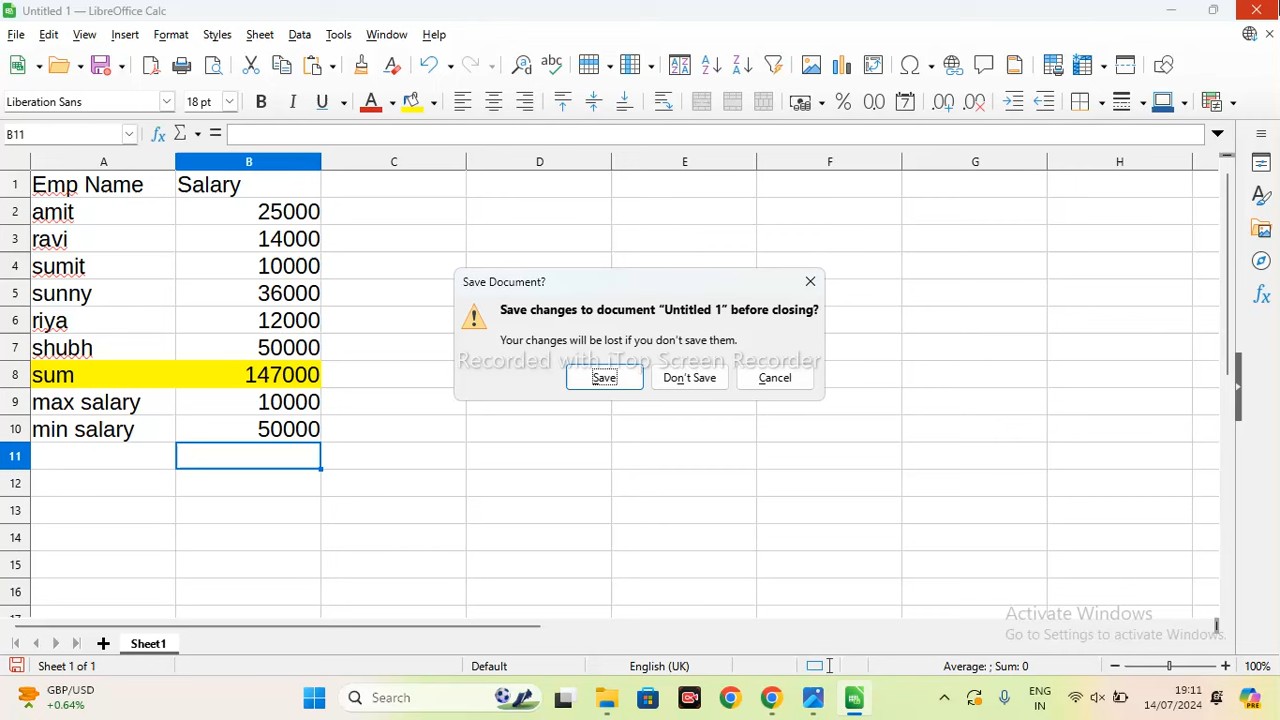 Untitled 1 — LibreOffice Calc
File Edit View Insert Format Styles Sheet Data Tools Window Help
Liberation Sans 18 pt
B11
A B C D E F G H
1 Emp Name Salary
2 amit 25000
3 ravi 14000
4 sumit 10000
5 sunny 36000
6 riya 12000
7 shubh 50000
8 sum 147000
9 max salary 10000
10 min salary 50000
11
12
13
14
15
16
17
Save Document?
Save changes to document “Untitled 1” before closing?
Your changes will be lost if you don’t save them.
Recorded with iTop Screen Recorder
Save Don’t Save Cancel
Activate Windows
Go to Settings to activate Windows.
Sheet1
Sheet 1 of 1 Default English (UK) Average: ; Sum: 0 100%
GBP/USD
+0.64%
Search
ENG
IN
19:11
14/07/2024
PRE